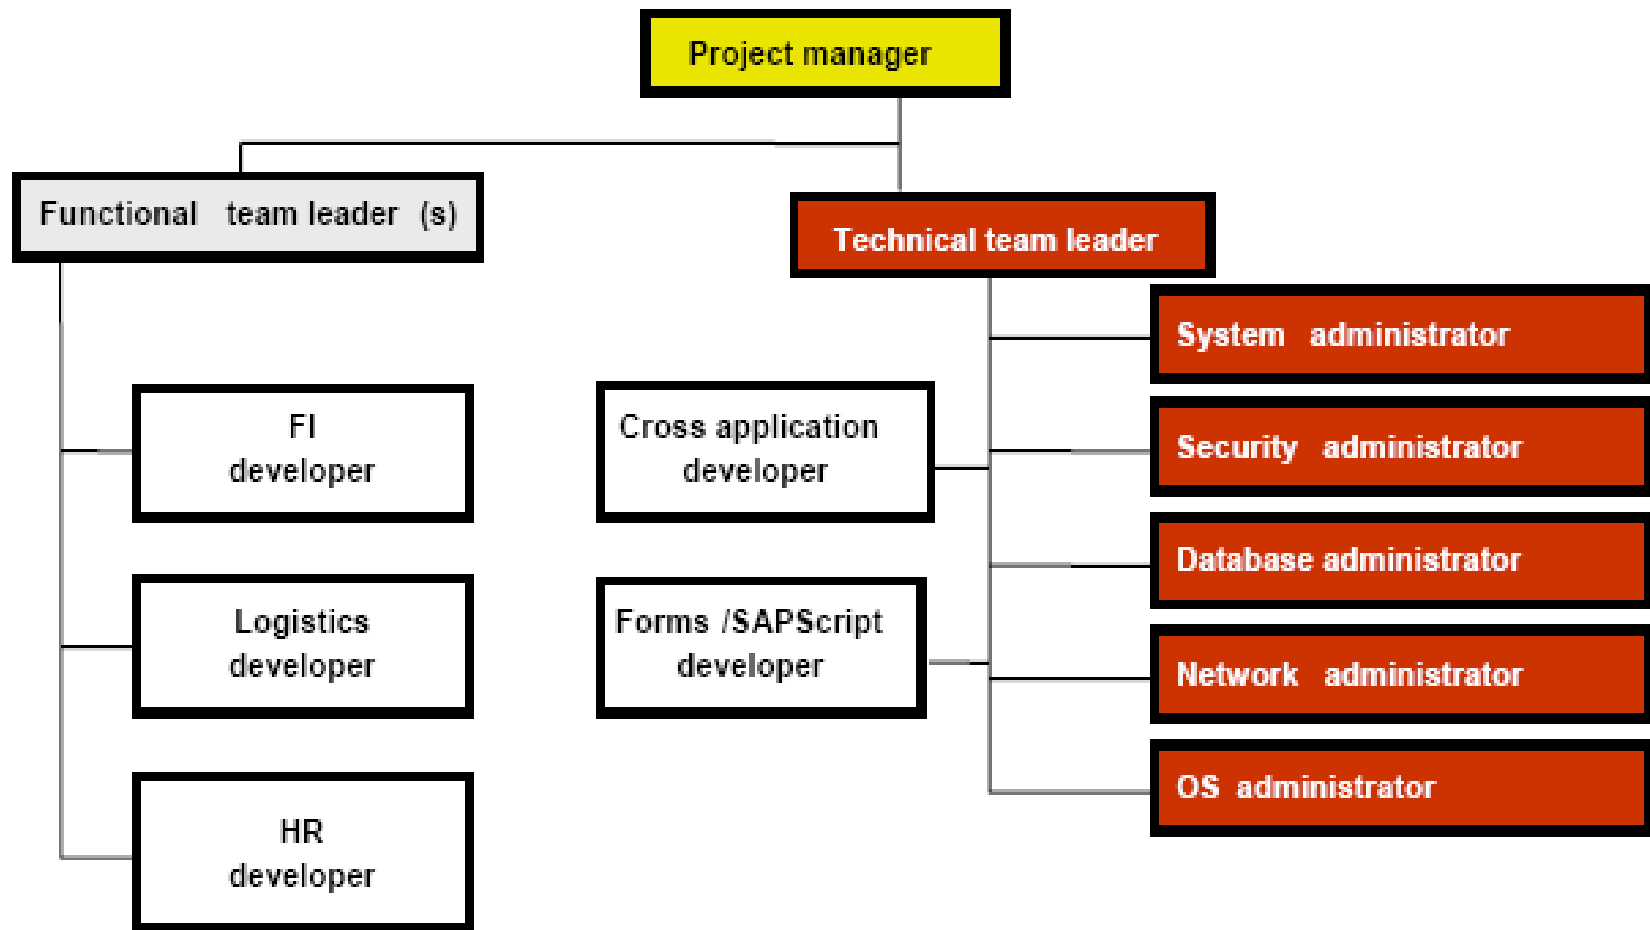 Project manager
Functional team leader (s)
Technical team leader
System administrator
Security administrator
Database administrator
Network administrator
OS administrator
FI
developer
Logistics
developer
HR
developer
Cross application
developer
Forms /SAPScript
developer